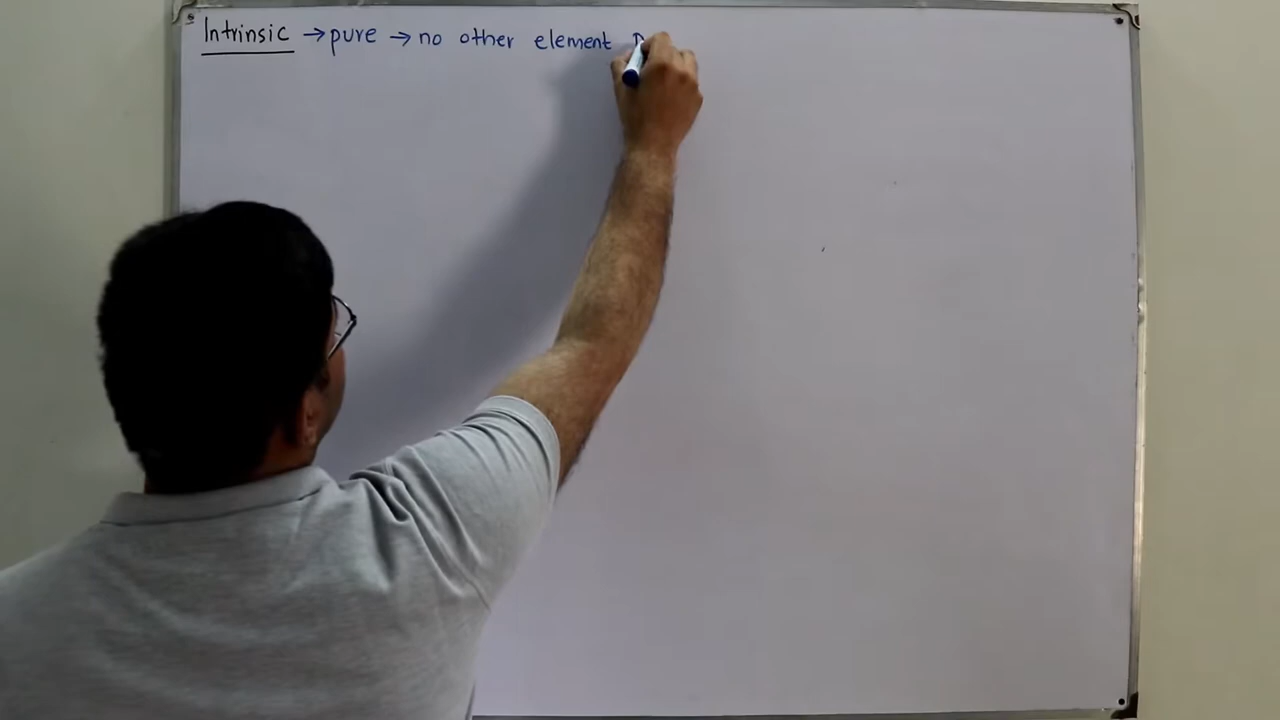 Intrinsic →pure → no other element